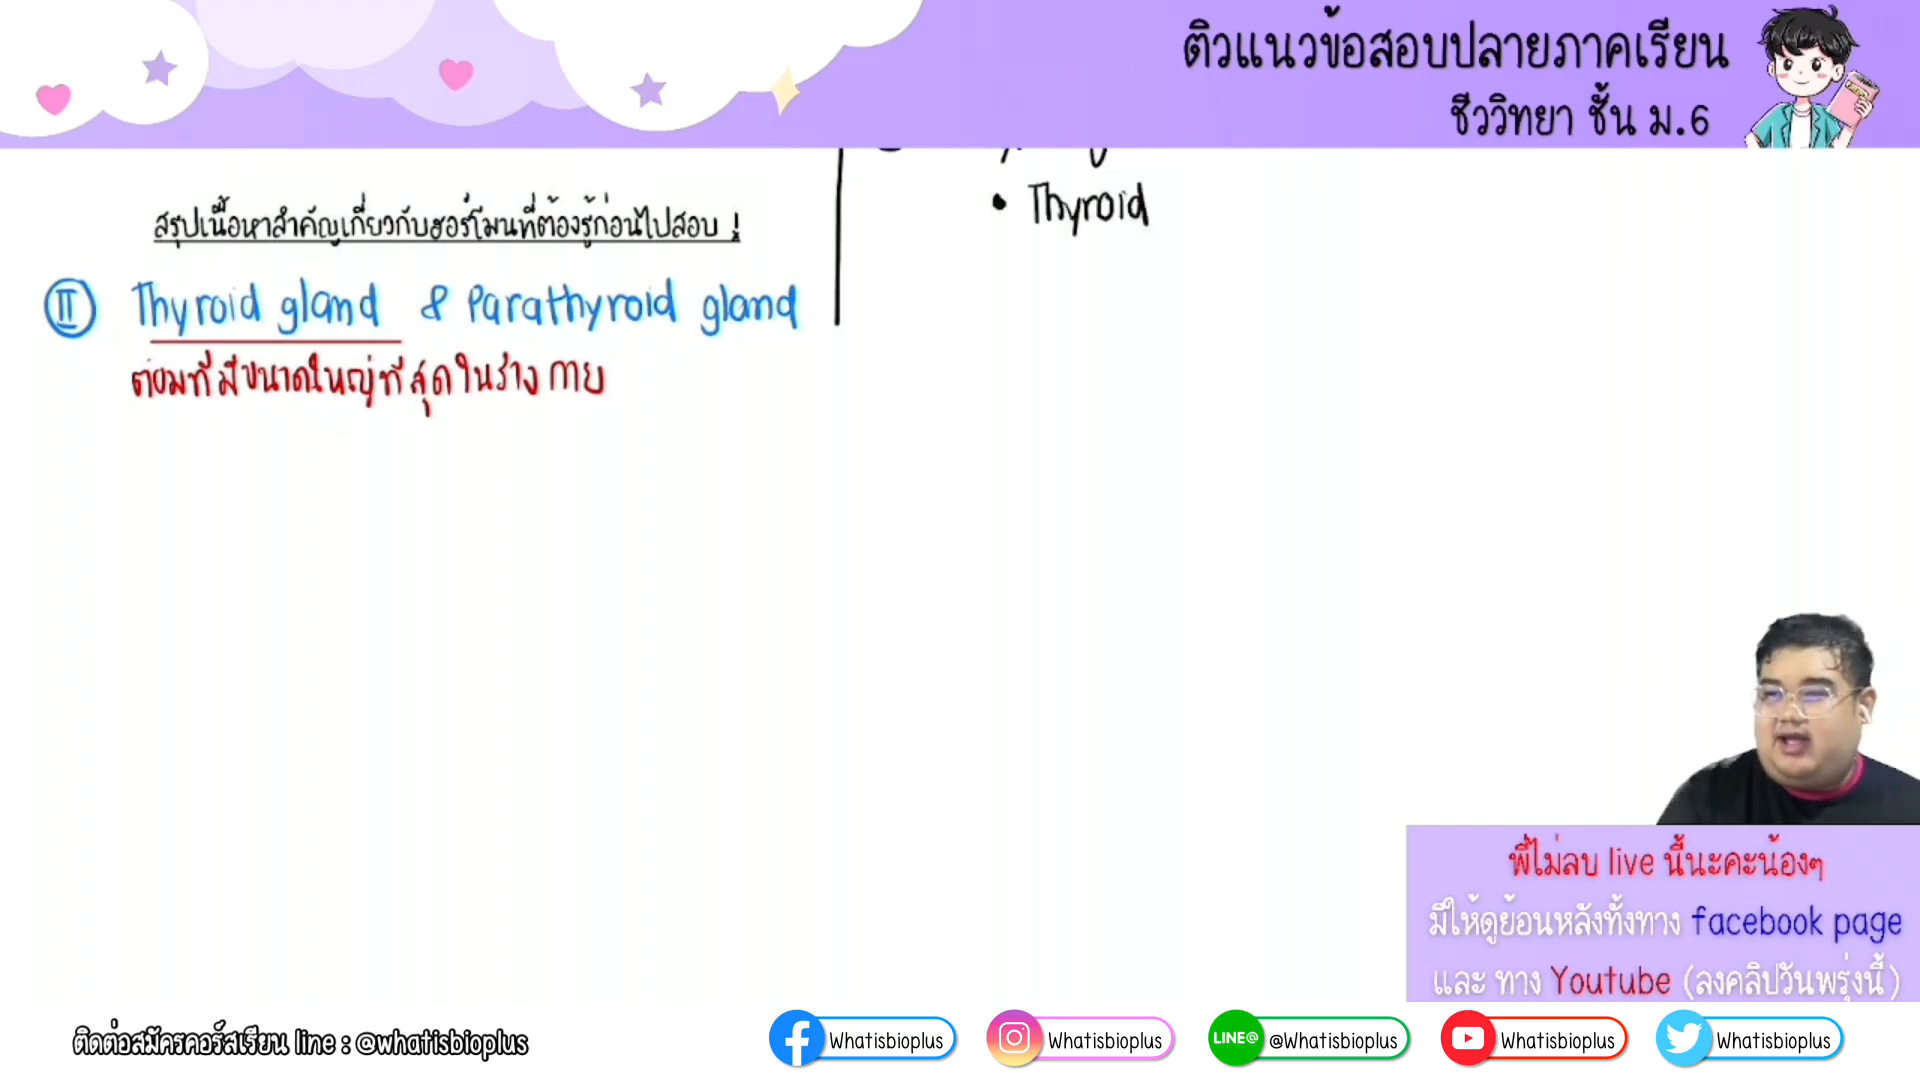 ติวแนวข้อสอบปลายภาคเรียน
ชีววิทยา ชั้น ม.6
สรุปเนื้อหาสำคัญเกี่ยวกับฮอร์โมนที่ต้องรู้ก่อนไปสอบ !
II Thyroid gland & Parathyroid gland
ต่อมที่มีขนาดใหญ่ที่สุดในร่างกาย
• Thyroid
พี่ไม่ลบ live นี้นะคะน้องๆ
มีให้ดูย้อนหลังทั้งทาง facebook page
และ ทาง Youtube (ลงคลิปวันพรุ่งนี้)
ติดต่อสมัครคอร์สเรียน line : @whatisbioplus
Whatisbioplus
Whatisbioplus
LINE@ @Whatisbioplus
Whatisbioplus
Whatisbioplus